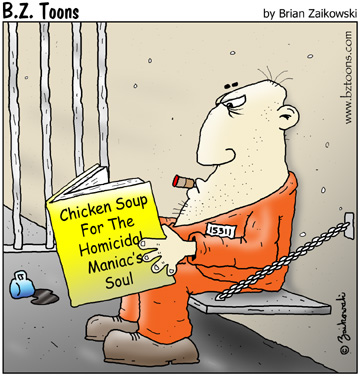 B.Z. Toons
by Brian Zaikowski
www.bztoons.com
Chicken Soup
For The
Homicidal
Maniac's
Soul
15311
© Zaikowski